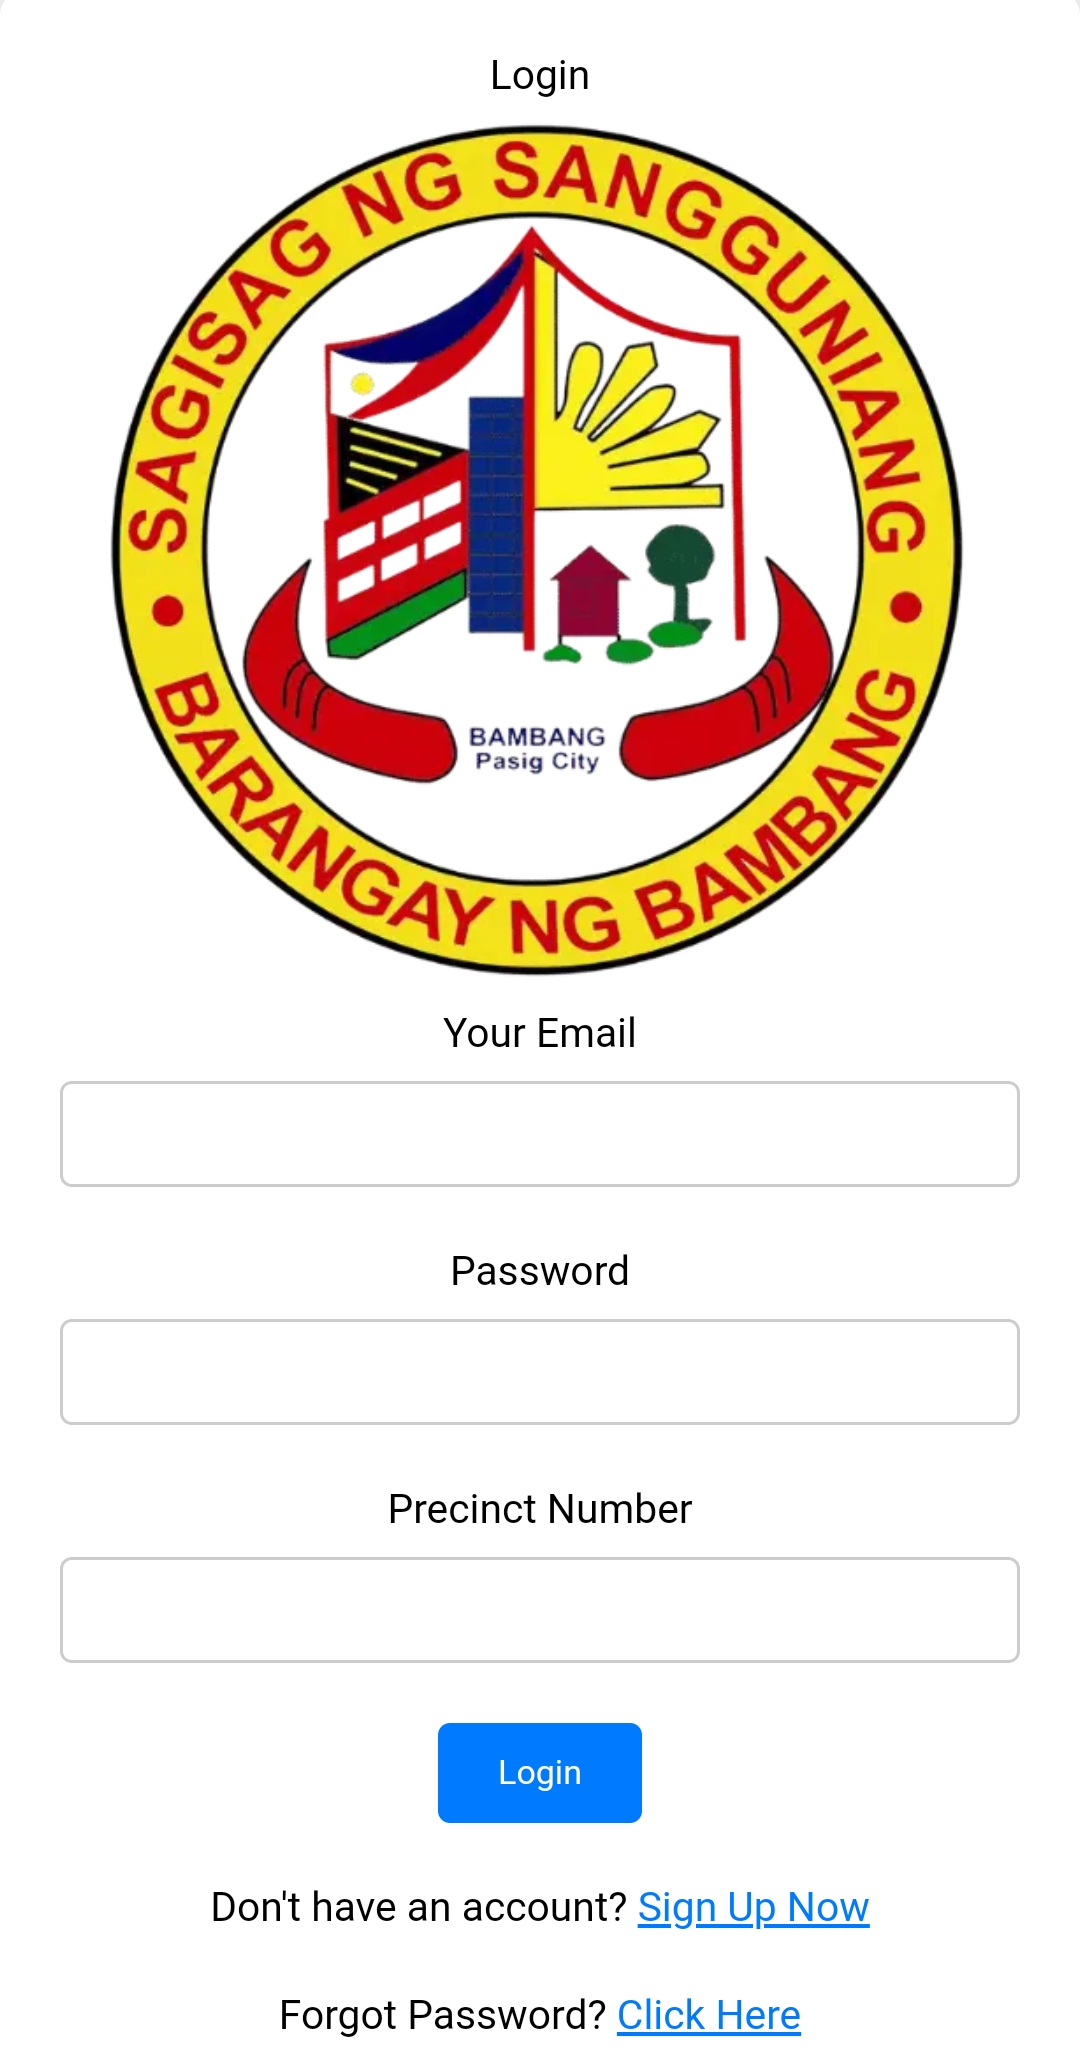 Login
SAGISAG NG SANGGUNIANG
BAMBANG
Pasig City
• BARANGAY NG BAMBANG •
Your Email
Password
Precinct Number
Login
Don't have an account? Sign Up Now
Forgot Password? Click Here